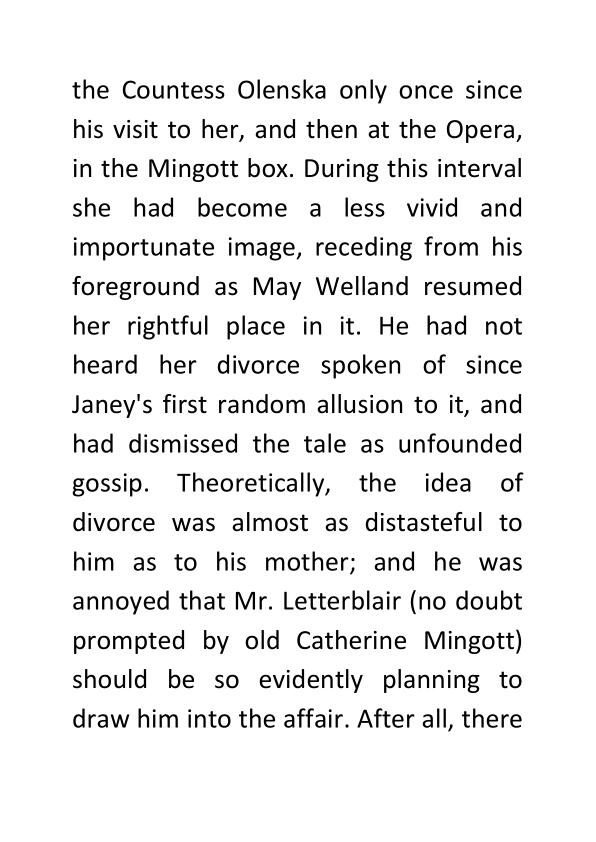 the Countess Olenska only once since
his visit to her, and then at the Opera,
in the Mingott box. During this interval
she had become a less vivid and
importunate image, receding from his
foreground as May Welland resumed
her rightful place in it. He had not
heard her divorce spoken of since
Janey's first random allusion to it, and
had dismissed the tale as unfounded
gossip. Theoretically, the idea of
divorce was almost as distasteful to
him as to his mother; and he was
annoyed that Mr. Letterblair (no doubt
prompted by old Catherine Mingott)
should be so evidently planning to
draw him into the affair. After all, there